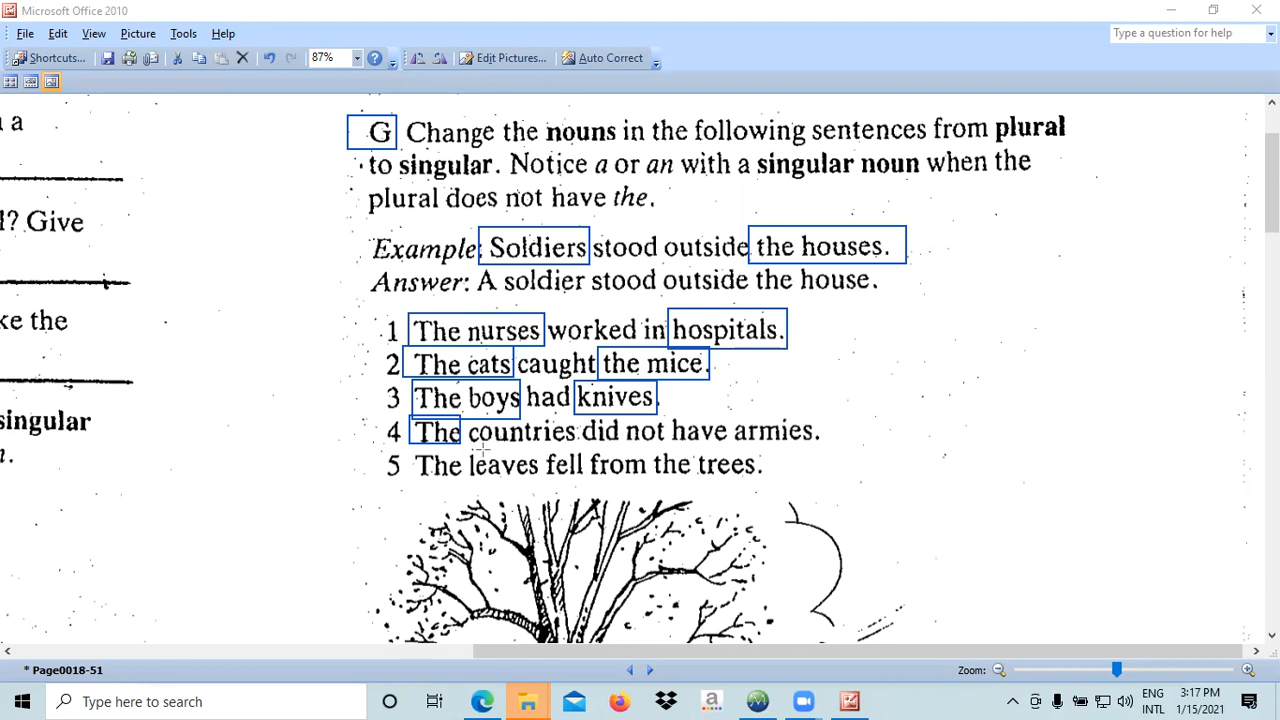 Microsoft Office 2010
File Edit View Picture Tools Help
Type a question for help
Shortcuts... 87% Edit Pictures... Auto Correct
a
l? Give
ke the
singular
n.
G Change the nouns in the following sentences from plural
to singular. Notice a or an with a singular noun when the
plural does not have the.
Example: Soldiers stood outside the houses.
Answer: A soldier stood outside the house.
1 The nurses worked in hospitals.
2 The cats caught the mice.
3 The boys had knives.
4 The countries did not have armies.
5 The leaves fell from the trees.
* Page0018-51
Zoom:
Type here to search
ENG
INTL
3:17 PM
1/15/2021